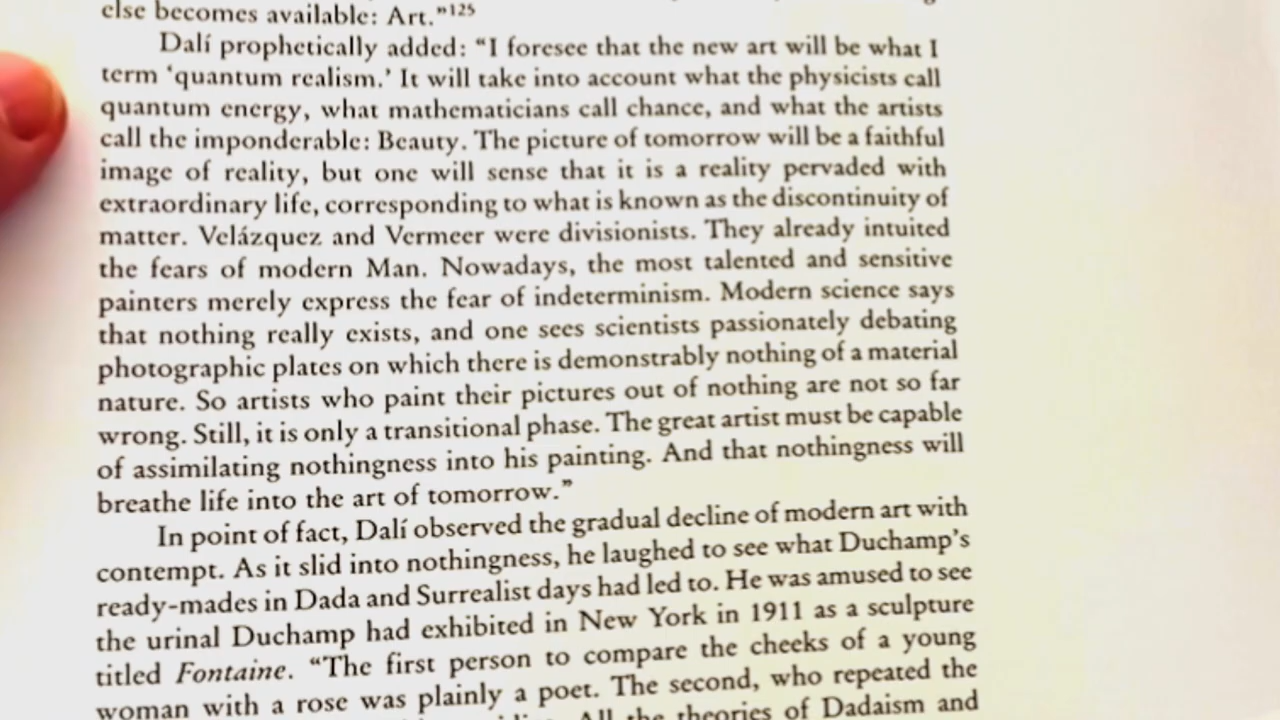 else becomes available: Art."125
Dalí prophetically added: "I foresee that the new art will be what I
term 'quantum realism.' It will take into account what the physicists call
quantum energy, what mathematicians call chance, and what the artists
call the imponderable: Beauty. The picture of tomorrow will be a faithful
image of reality, but one will sense that it is a reality pervaded with
extraordinary life, corresponding to what is known as the discontinuity of
matter. Velázquez and Vermeer were divisionists. They already intuited
the fears of modern Man. Nowadays, the most talented and sensitive
painters merely express the fear of indeterminism. Modern science says
that nothing really exists, and one sees scientists passionately debating
photographic plates on which there is demonstrably nothing of a material
nature. So artists who paint their pictures out of nothing are not so far
wrong. Still, it is only a transitional phase. The great artist must be capable
of assimilating nothingness into his painting. And that nothingness will
breathe life into the art of tomorrow."
In point of fact, Dalí observed the gradual decline of modern art with
contempt. As it slid into nothingness, he laughed to see what Duchamp's
ready-mades in Dada and Surrealist days had led to. He was amused to see
the urinal Duchamp had exhibited in New York in 1911 as a sculpture
titled Fontaine. "The first person to compare the cheeks of a young
woman with a rose was plainly a poet. The second, who repeated the
All the theories of Dadaism and